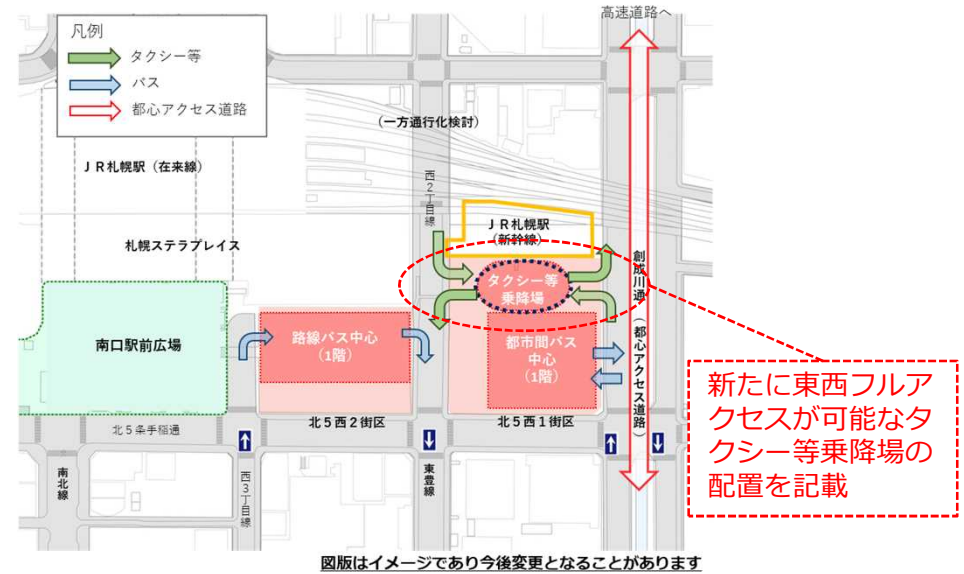 高速道路へ
凡例
タクシー等
バス
都心アクセス道路
(一方通行化検討)
JR札幌駅（在来線）
西2丁目線
JR札幌駅
（新幹線）
札幌ステラプレイス
タクシー等
乗降場
創成川通（都心アクセス道路）
南口駅前広場
路線バス中心
(1階)
都市間バス
中心
(1階)
新たに東西フルア
クセスが可能なタ
クシー等乗降場の
配置を記載
北5条手稲通
北5西2街区
北5西1街区
南北線
西3丁目線
東豊線
図版はイメージであり今後変更となることがあります